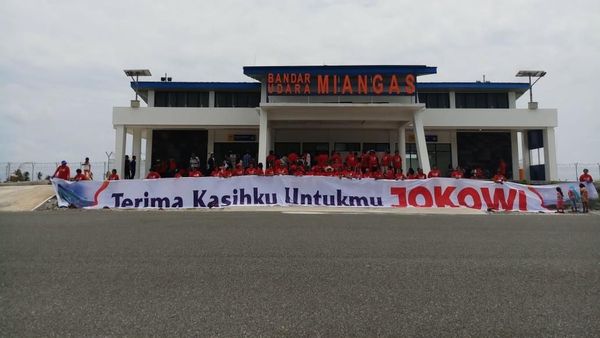 BANDAR
UDARA
MIANGAS
Terima Kasihku Untukmu JOKOWI